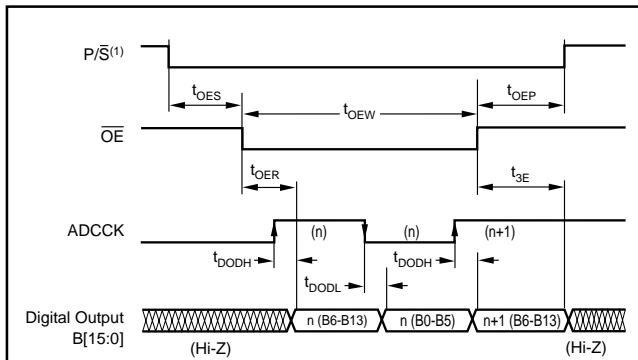 P/S̅(1)
tOES
tOEW
tOEP
O̅E̅
tOER
t3E
ADCCK
(n)
(n)
(n+1)
tDODH
tDODL
tDODH
Digital Output
B[15:0]
n (B6-B13)
n (B0-B5)
n+1 (B6-B13)
(Hi-Z)
(Hi-Z)